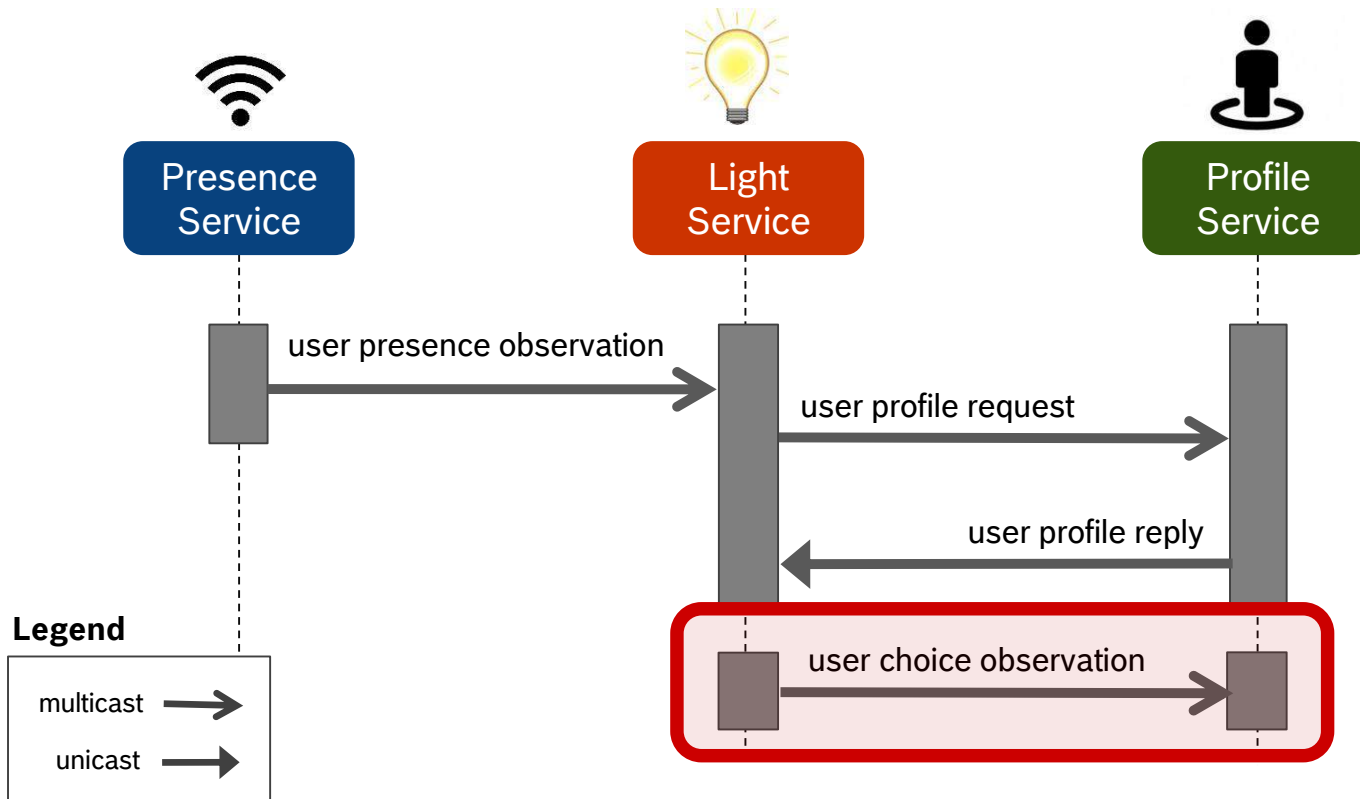 Presence
Service
Light
Service
Profile
Service
user presence observation
user profile request
user profile reply
user choice observation
Legend
multicast
unicast